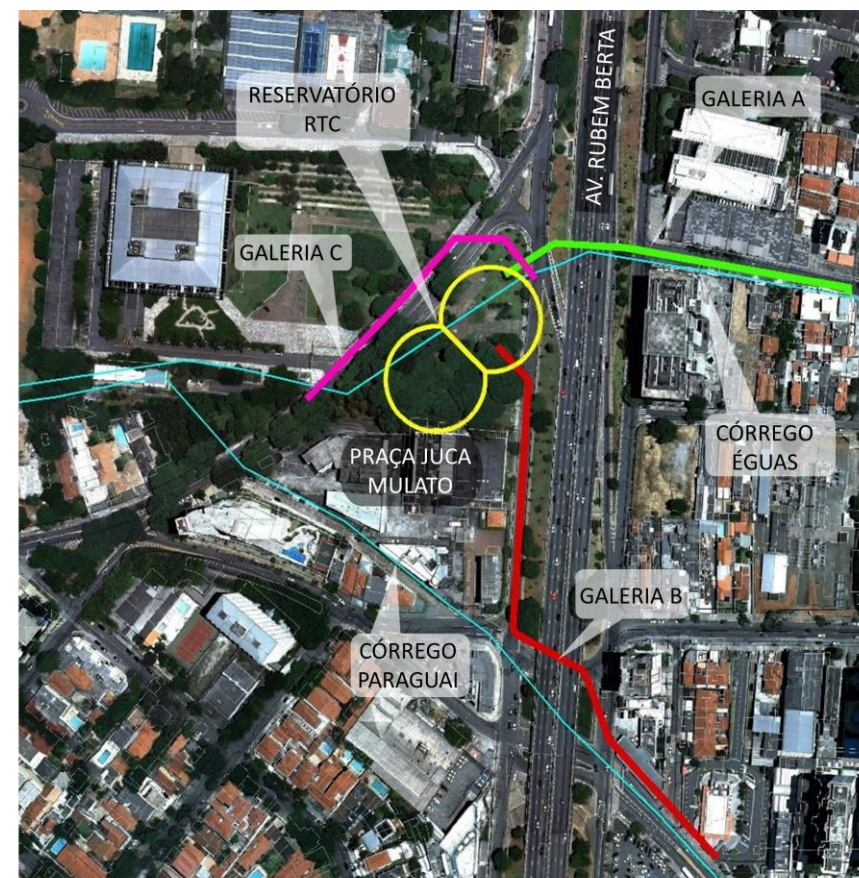 AV. RUBEM BERTA
RESERVATÓRIO
RTC
GALERIA A
GALERIA C
CÓRREGO
ÉGUAS
PRAÇA JUCA
MULATO
GALERIA B
CÓRREGO
PARAGUAI